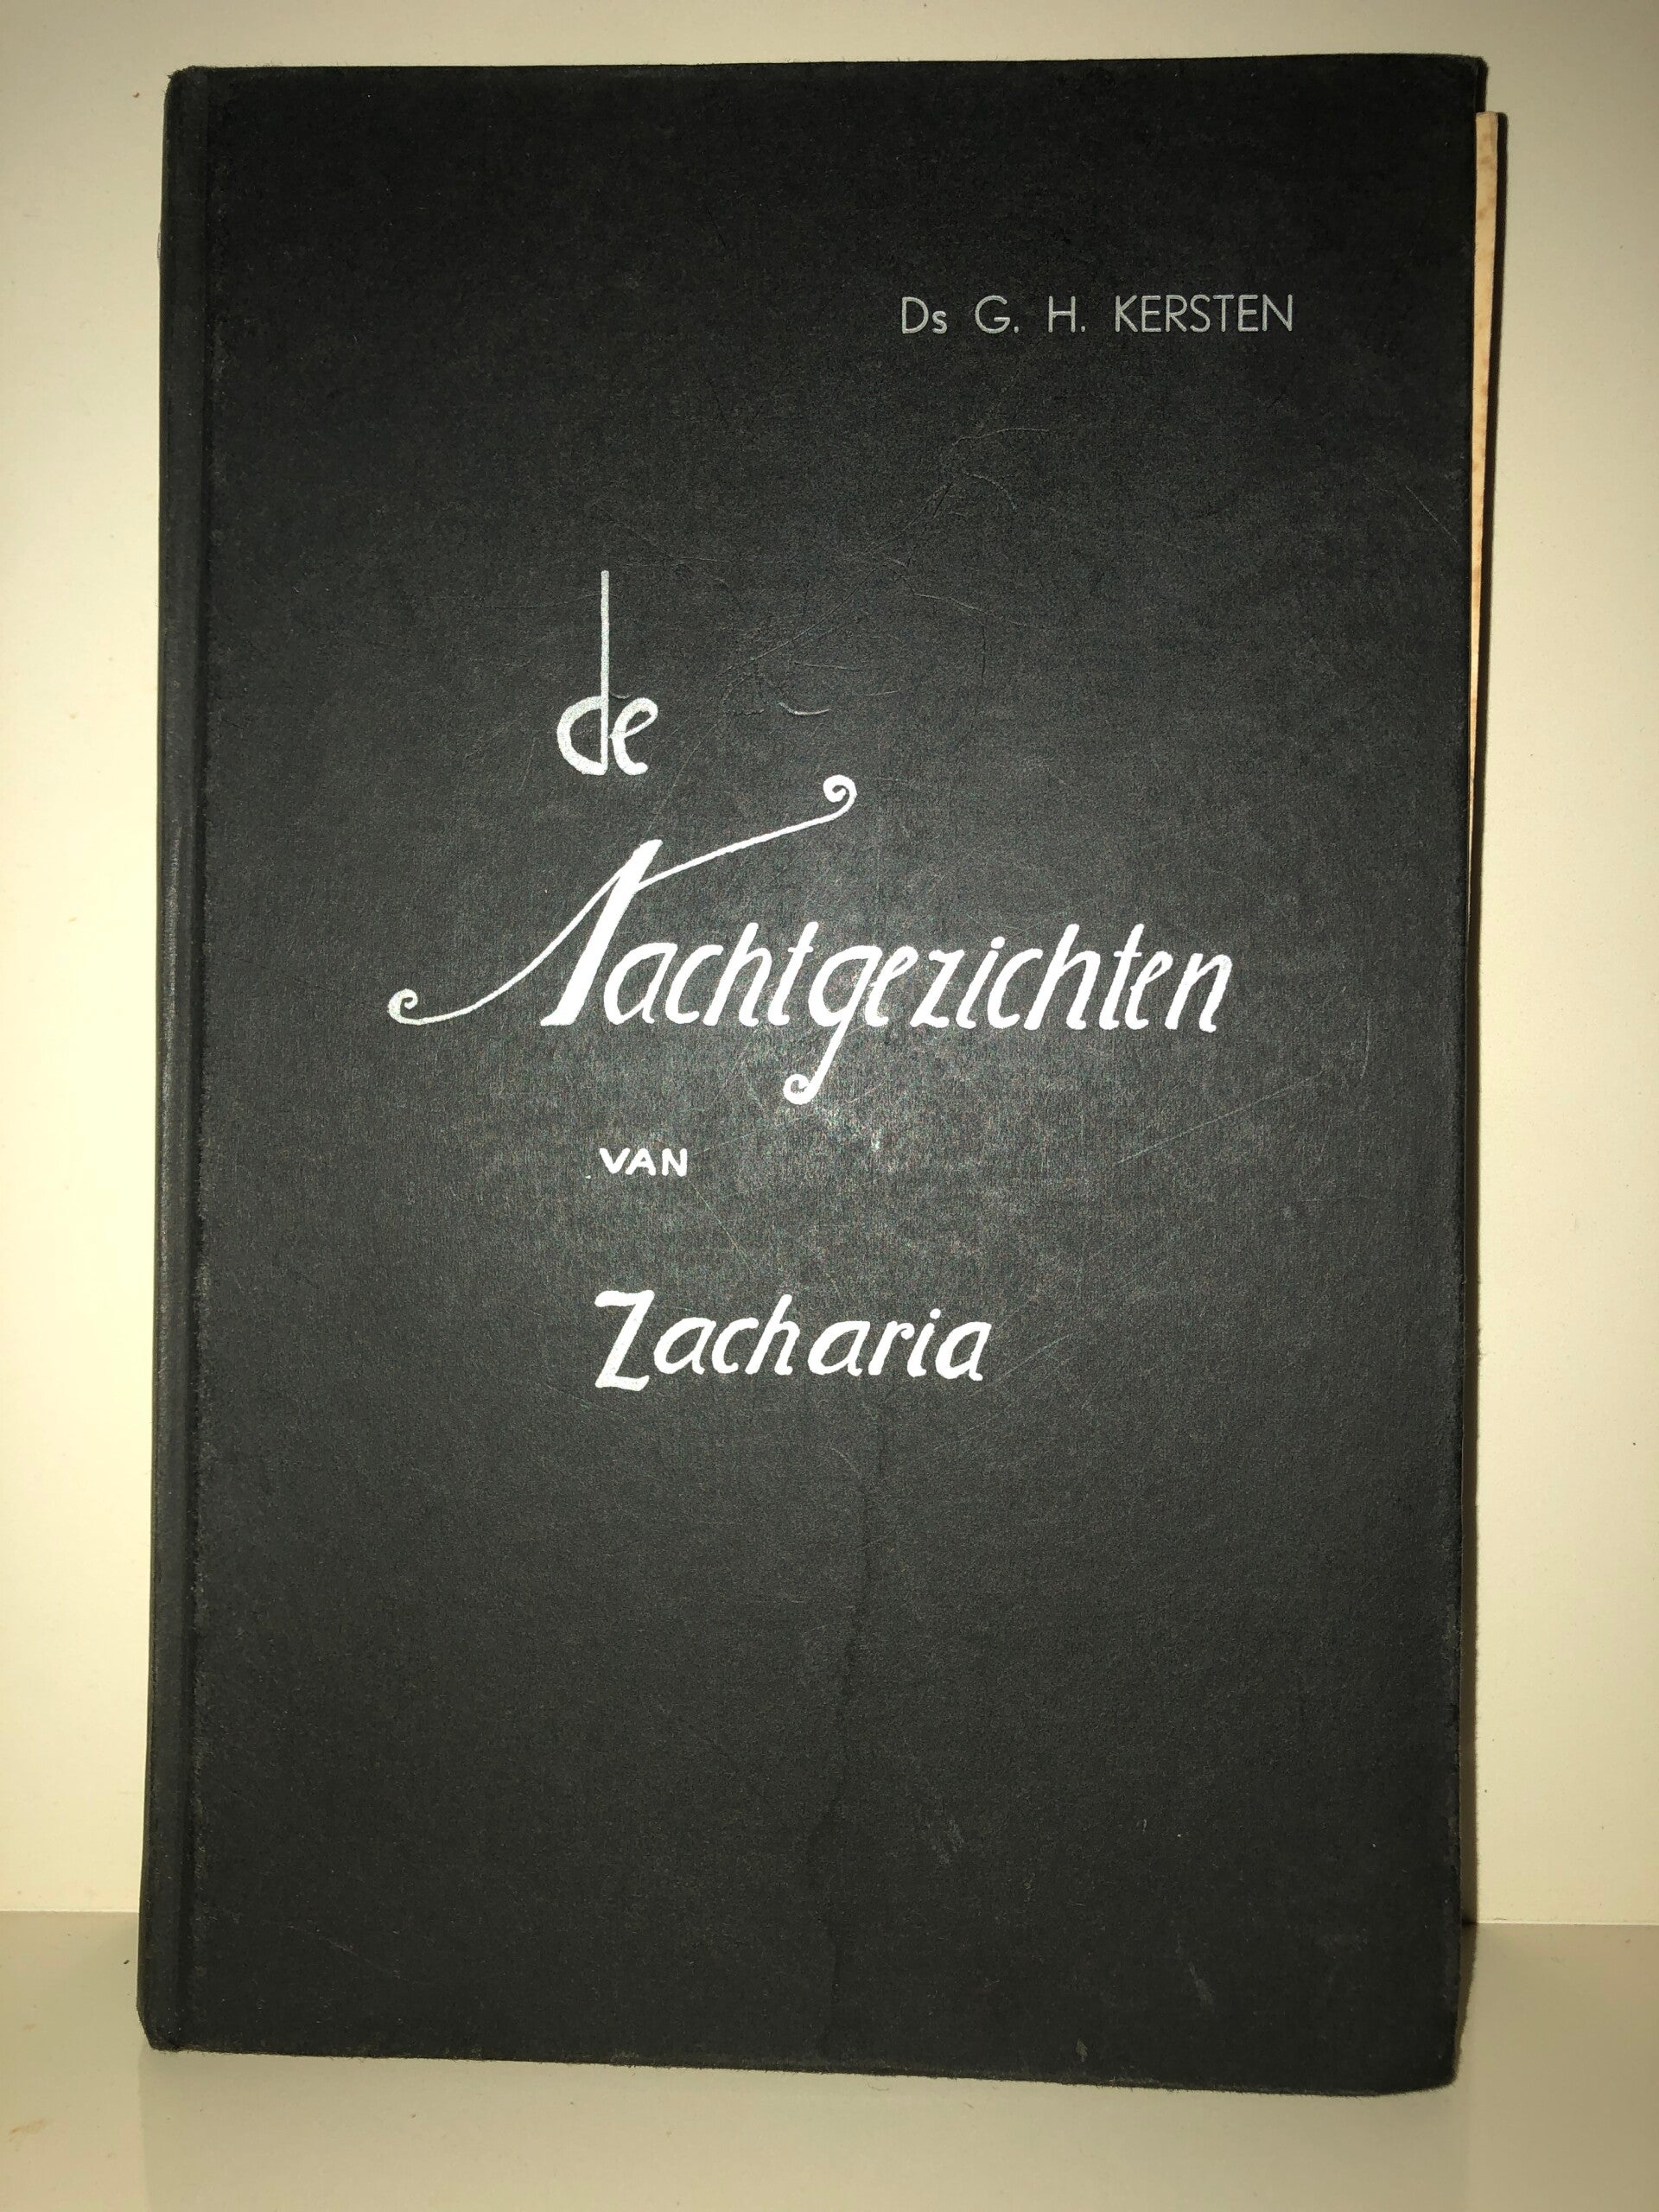 Ds G. H. KERSTEN
de
Nachtgezichten
VAN
Zacharia